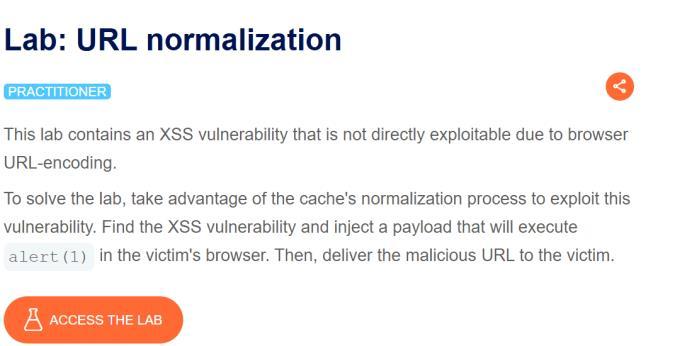 Lab: URL normalization
PRACTITIONER
This lab contains an XSS vulnerability that is not directly exploitable due to browser
URL-encoding.
To solve the lab, take advantage of the cache's normalization process to exploit this
vulnerability. Find the XSS vulnerability and inject a payload that will execute
alert(1) in the victim's browser. Then, deliver the malicious URL to the victim.
ACCESS THE LAB